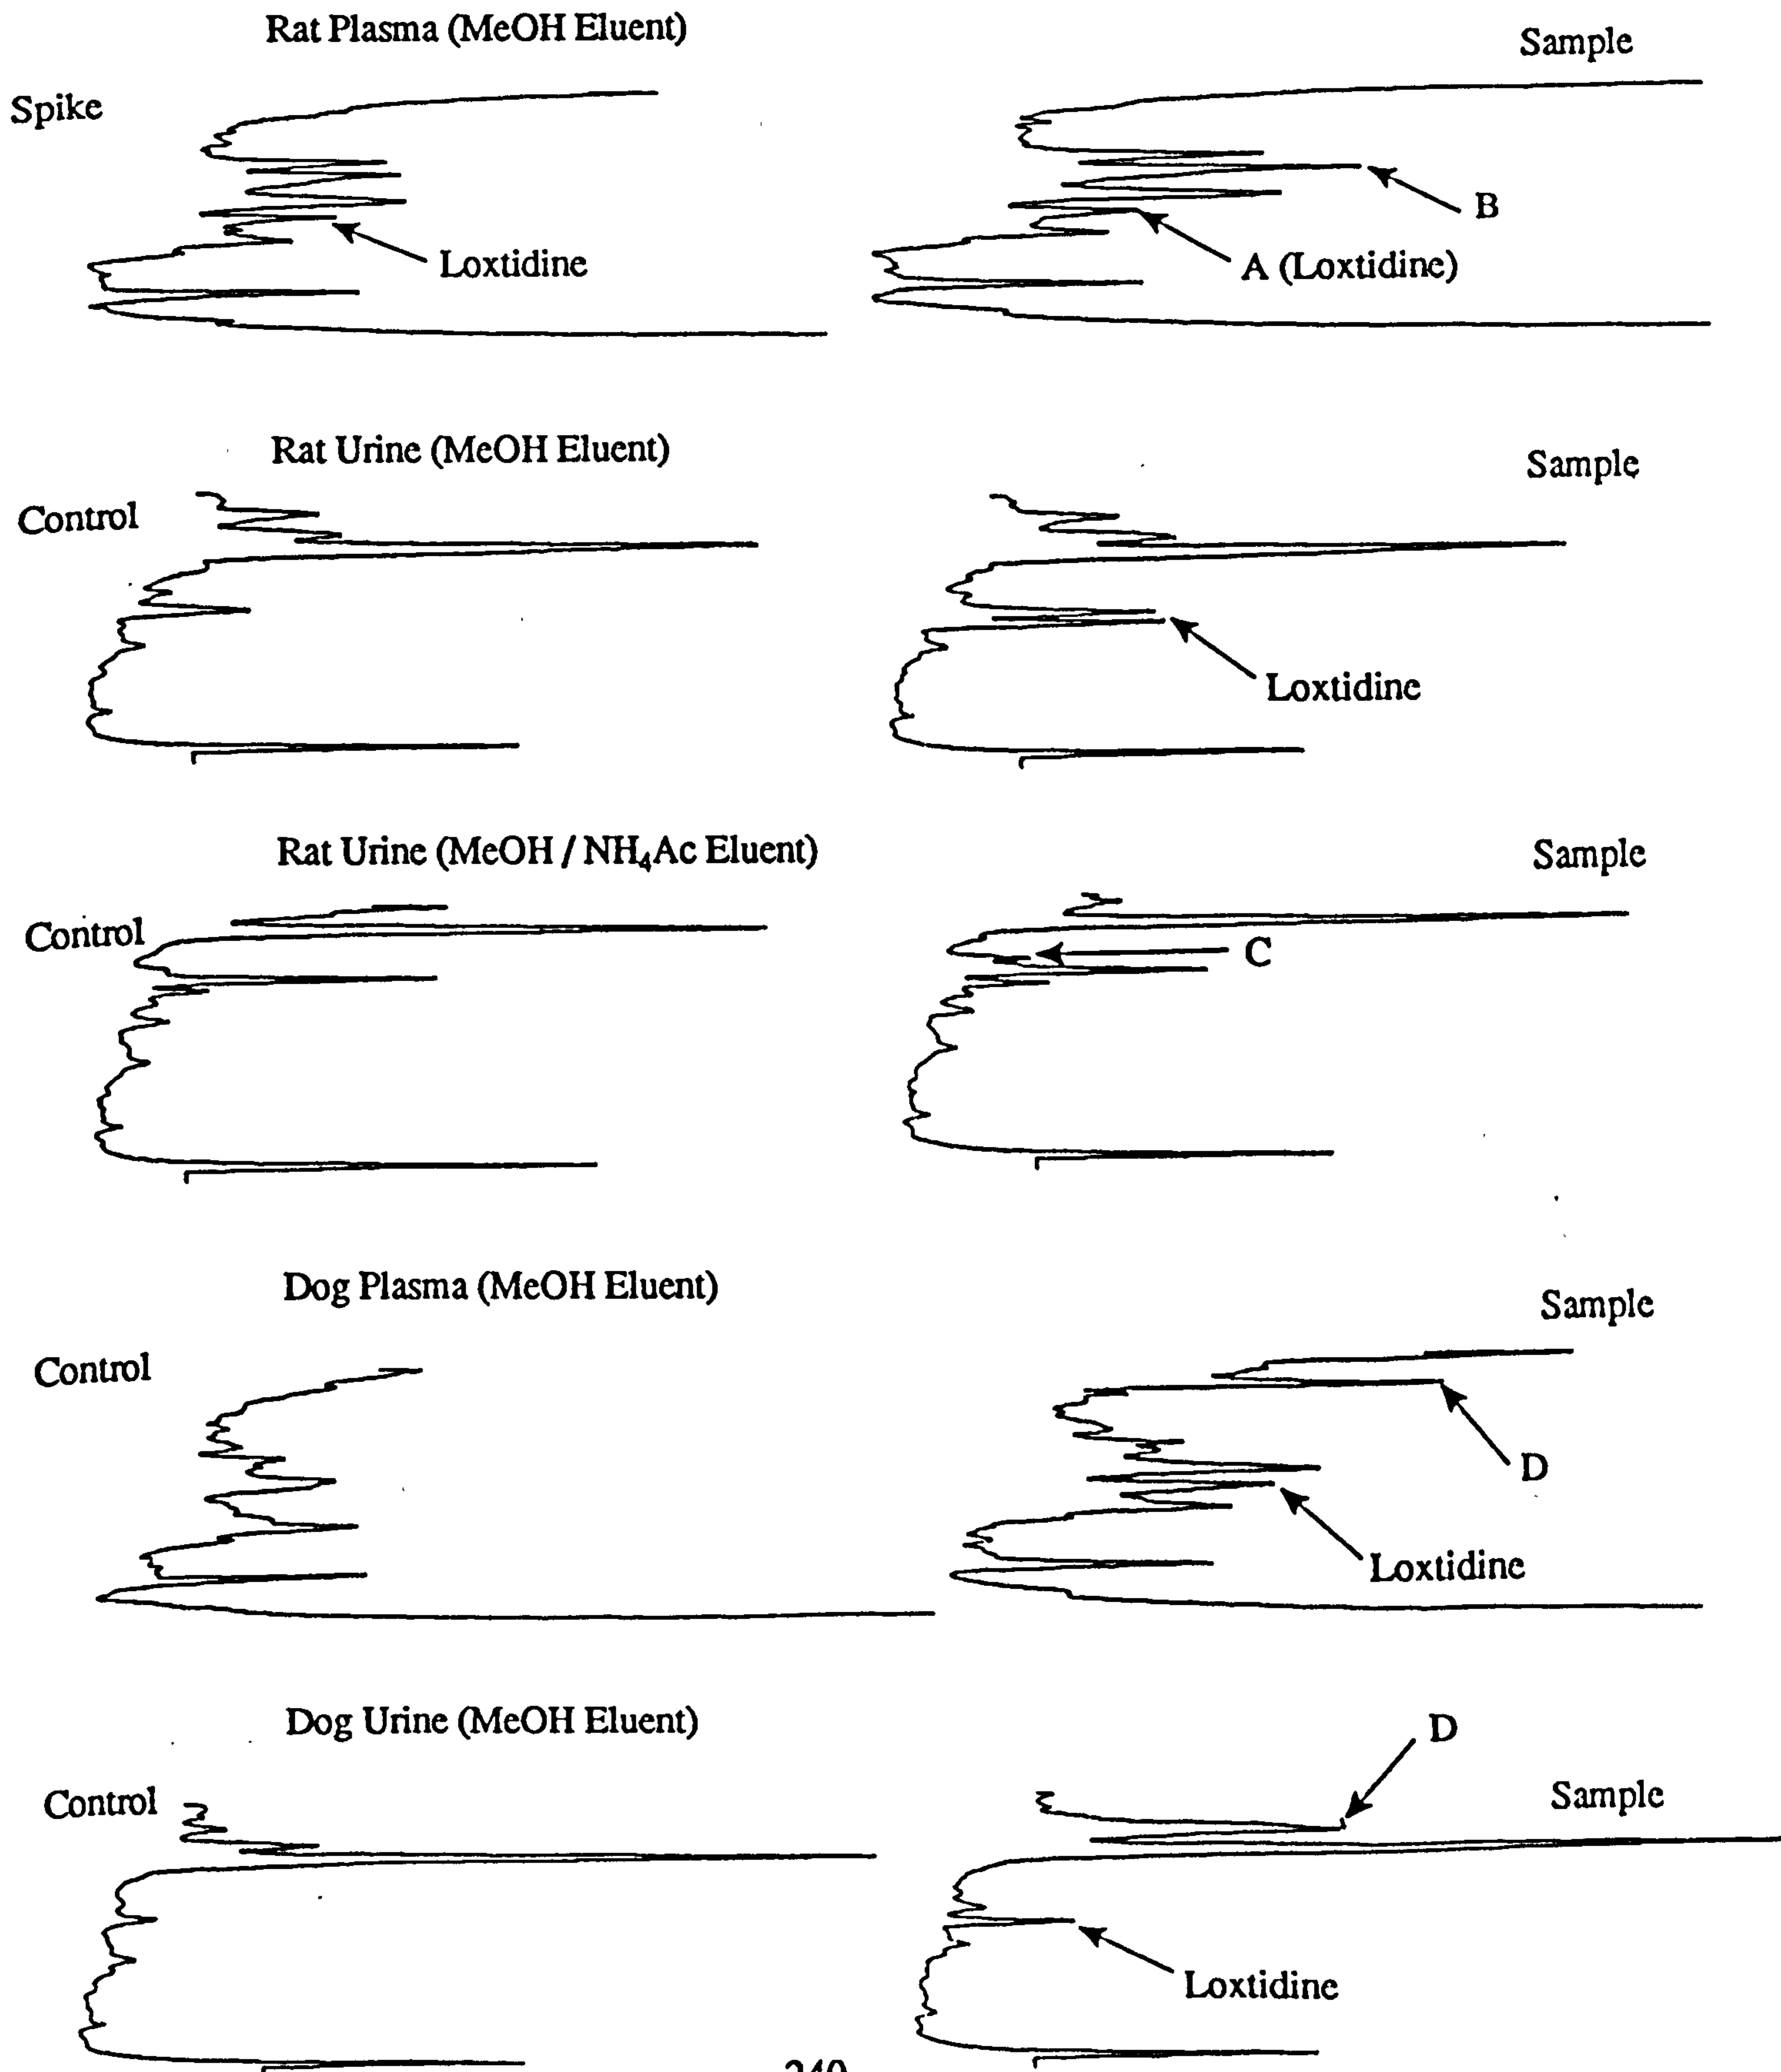 Rat Plasma (MeOH Eluent)
Sample
Spike
B
Loxtidine
A (Loxtidine)
Rat Urine (MeOH Eluent)
Sample
Control
Loxtidine
Rat Urine (MeOH / NH₄Ac Eluent)
Sample
Control
C
Dog Plasma (MeOH Eluent)
Sample
Control
D
Loxtidine
Dog Urine (MeOH Eluent)
D
Control
Sample
Loxtidine